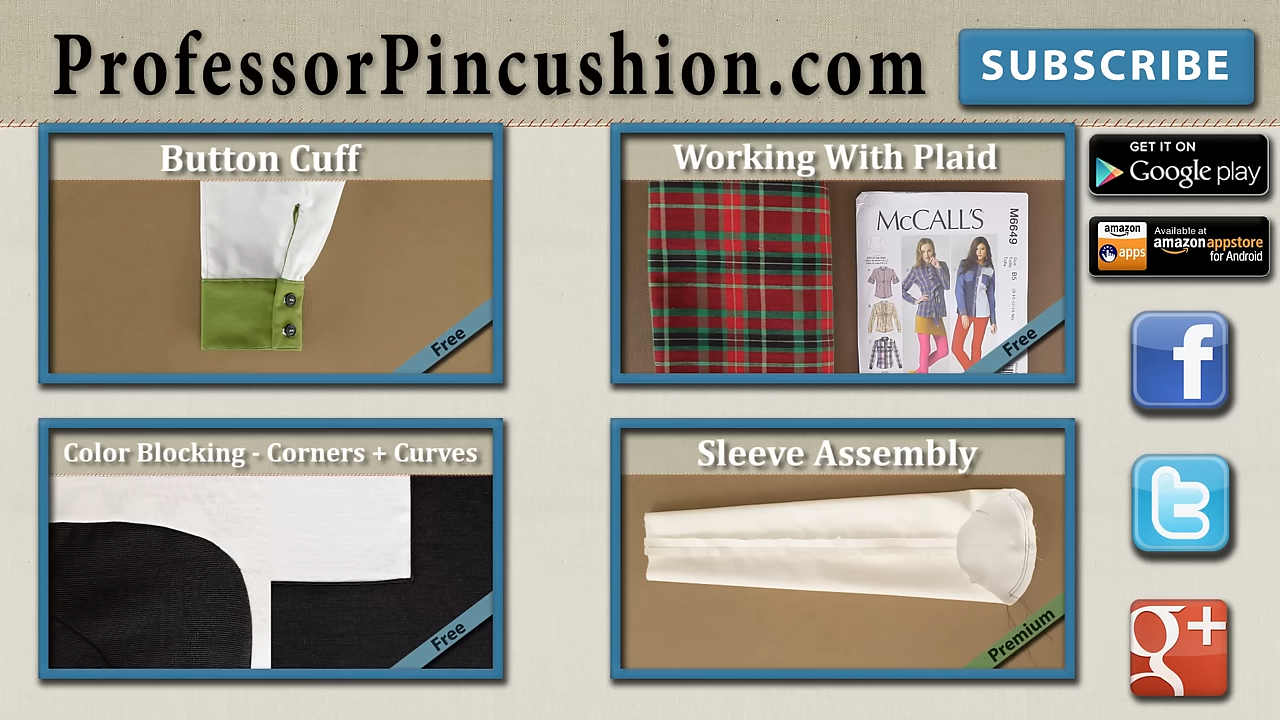 ProfessorPincushion.com
SUBSCRIBE
Button Cuff
Free
Working With Plaid
McCALL'S
M6649
Free
GET IT ON
Google play
amazon
apps
Available at
amazon appstore
for Android
f
t
Color Blocking - Corners + Curves
Free
Sleeve Assembly
Premium
g+